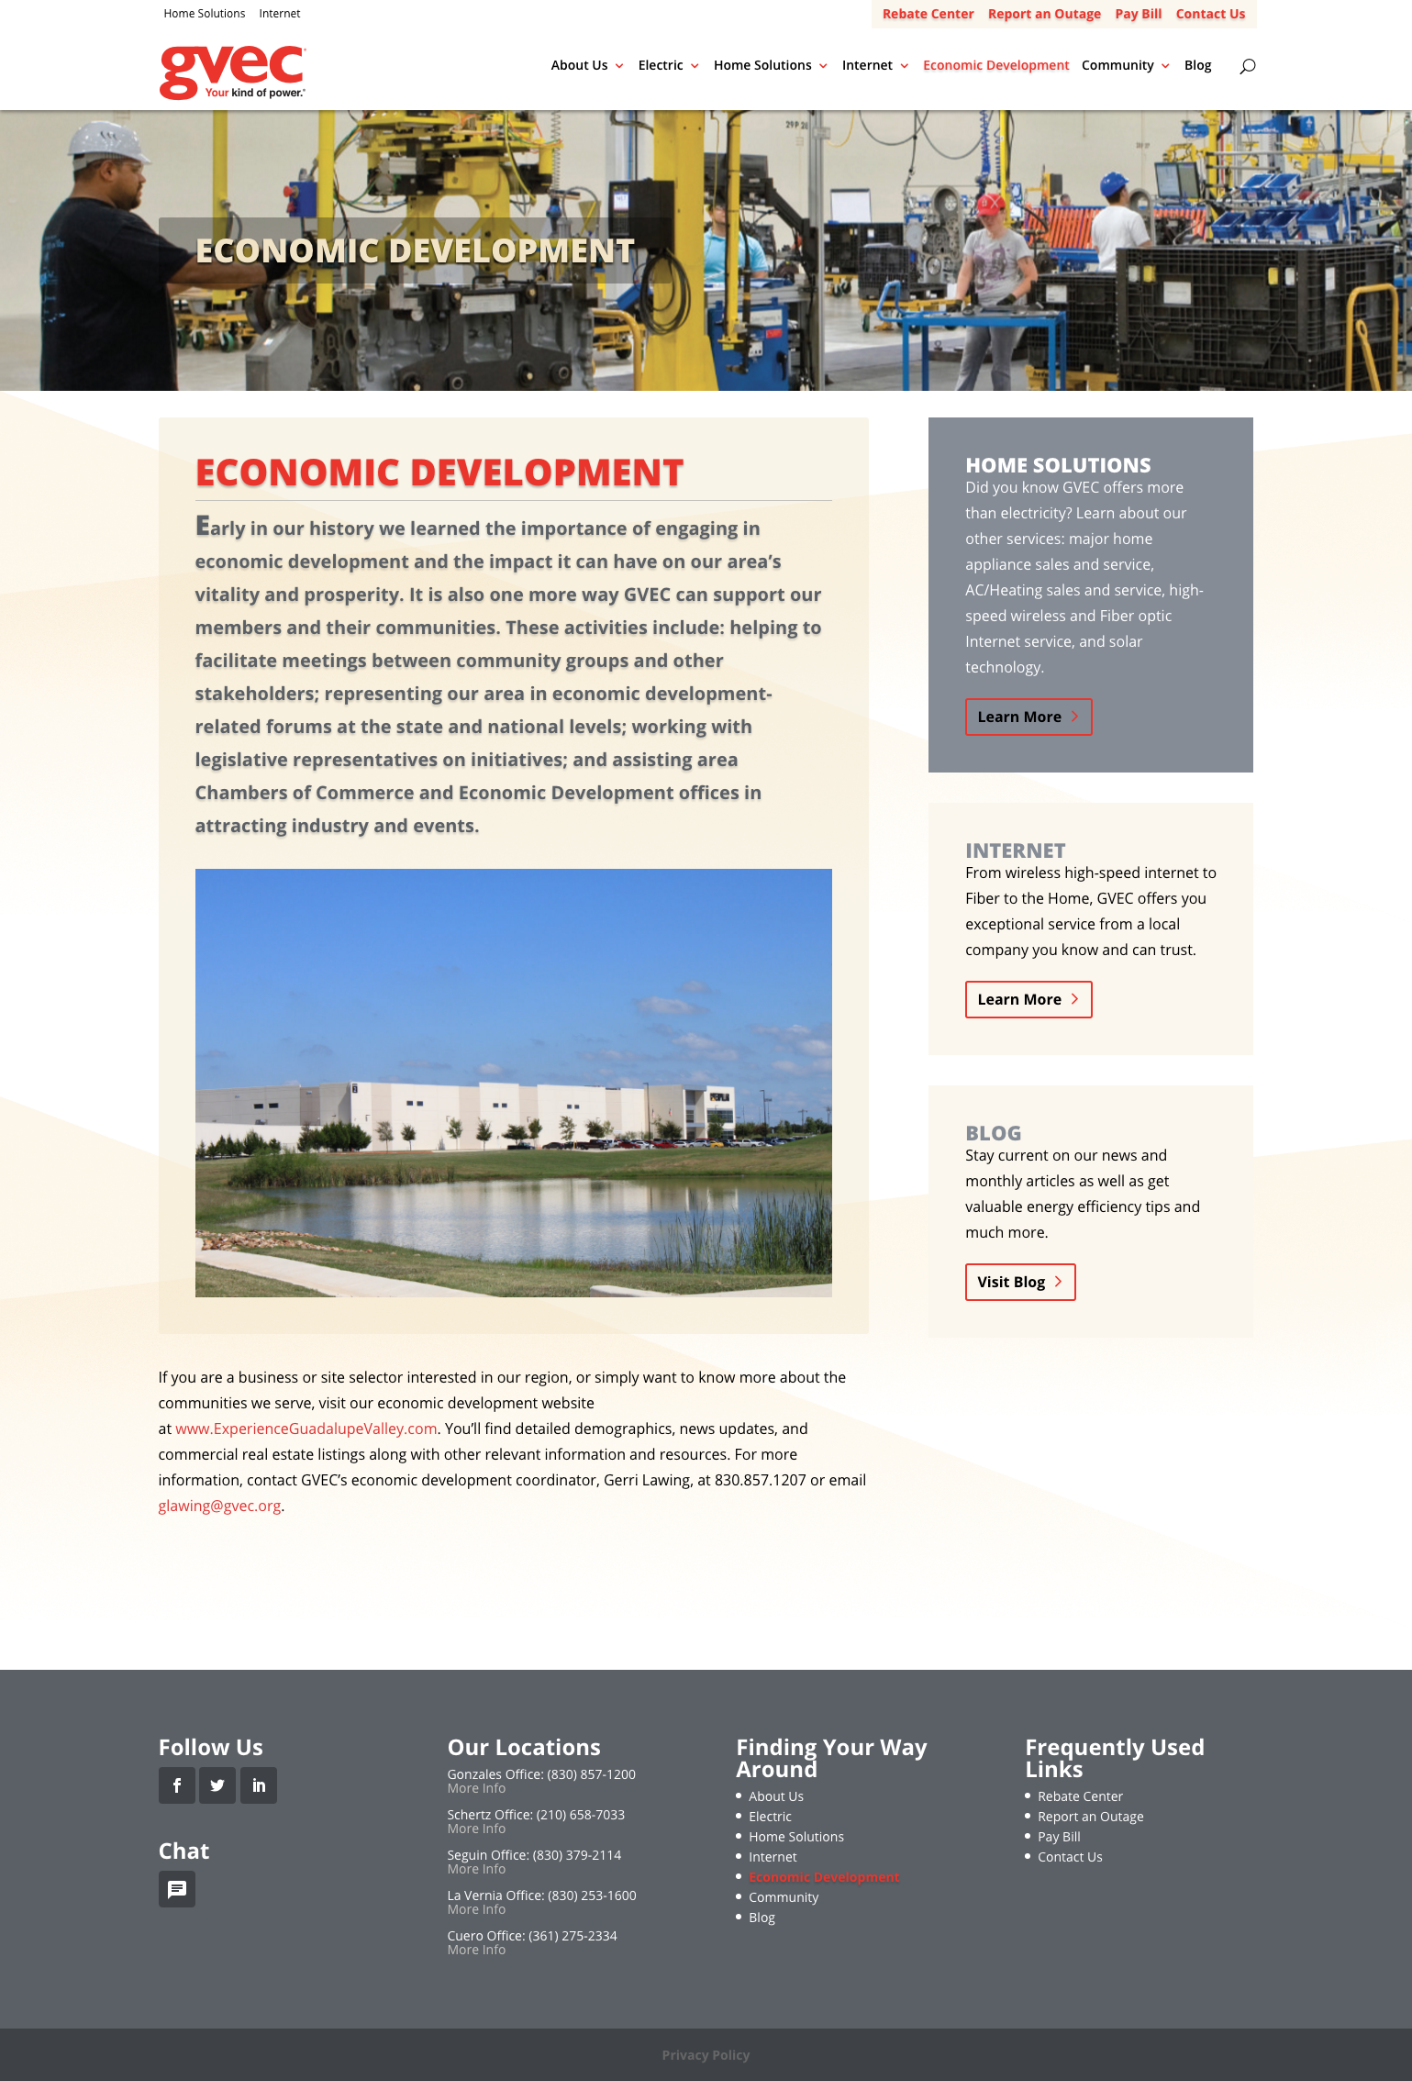 Home Solutions Internet
Rebate Center Report an Outage Pay Bill Contact Us
gvec
Your kind of power.
About Us Electric Home Solutions Internet Economic Development Community Blog
ECONOMIC DEVELOPMENT
ECONOMIC DEVELOPMENT
Early in our history we learned the importance of engaging in
economic development and the impact it can have on our area’s
vitality and prosperity. It is also one more way GVEC can support our
members and their communities. These activities include: helping to
facilitate meetings between community groups and other
stakeholders; representing our area in economic development-
related forums at the state and national levels; working with
legislative representatives on initiatives; and assisting area
Chambers of Commerce and Economic Development offices in
attracting industry and events.
If you are a business or site selector interested in our region, or simply want to know more about the
communities we serve, visit our economic development website
at www.ExperienceGuadalupeValley.com. You’ll find detailed demographics, news updates, and
commercial real estate listings along with other relevant information and resources. For more
information, contact GVEC’s economic development coordinator, Gerri Lawing, at 830.857.1207 or email
glawing@gvec.org.
HOME SOLUTIONS
Did you know GVEC offers more
than electricity? Learn about our
other services: major home
appliance sales and service,
AC/Heating sales and service, high-
speed wireless and Fiber optic
Internet service, and solar
technology.
Learn More
INTERNET
From wireless high-speed internet to
Fiber to the Home, GVEC offers you
exceptional service from a local
company you know and can trust.
Learn More
BLOG
Stay current on our news and
monthly articles as well as get
valuable energy efficiency tips and
much more.
Visit Blog
Follow Us
Chat
Our Locations
Gonzales Office: (830) 857-1200
More Info
Schertz Office: (210) 658-7033
More Info
Seguin Office: (830) 379-2114
More Info
La Vernia Office: (830) 253-1600
More Info
Cuero Office: (361) 275-2334
More Info
Finding Your Way
Around
About Us
Electric
Home Solutions
Internet
Economic Development
Community
Blog
Frequently Used
Links
Rebate Center
Report an Outage
Pay Bill
Contact Us
Privacy Policy